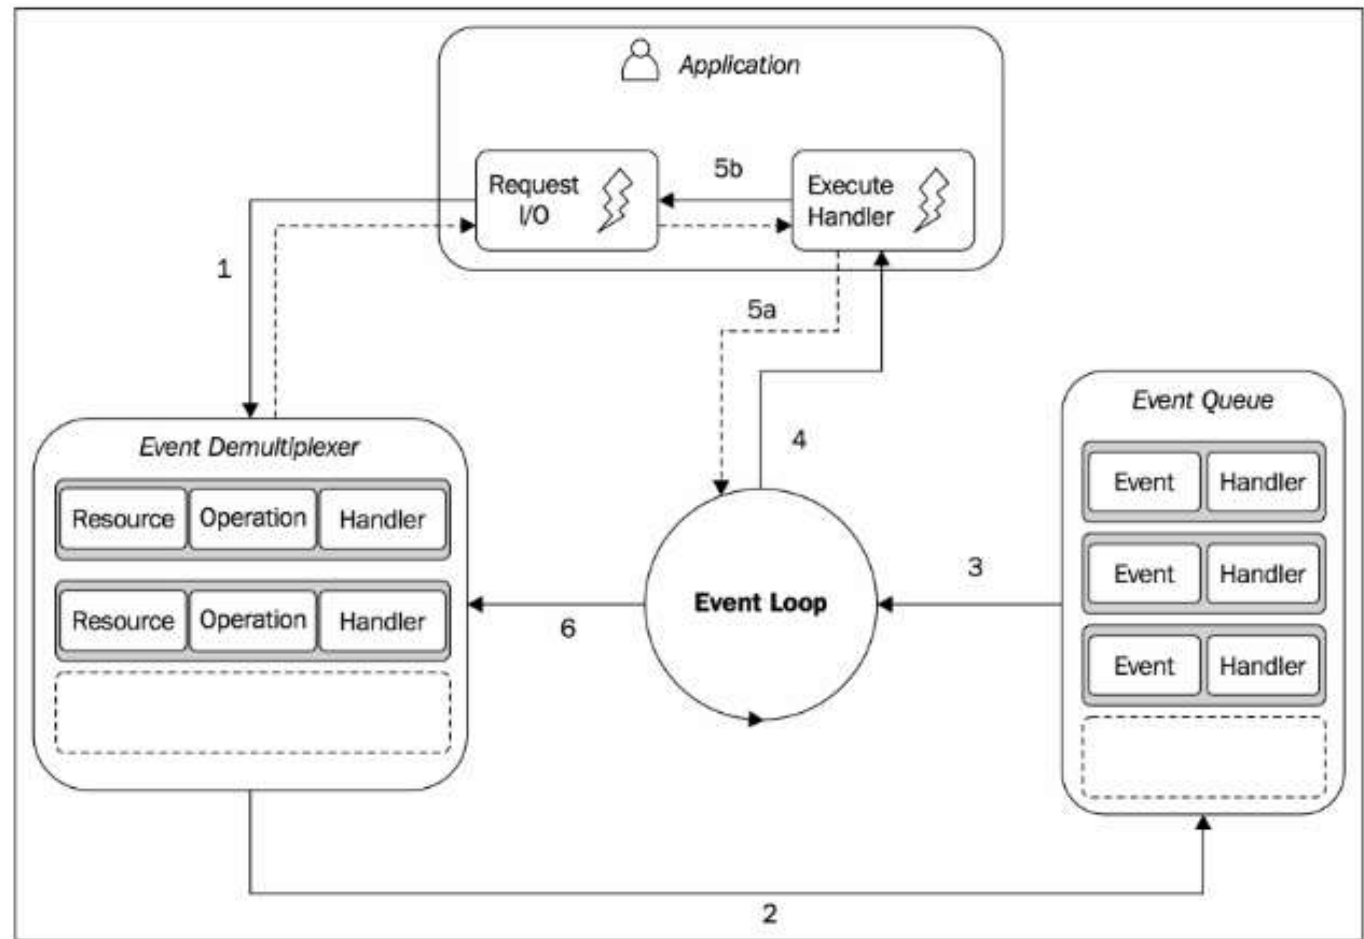 Application
Request
I/O
5b
Execute
Handler
1
5a
Event Demultiplexer
Resource Operation Handler
Resource Operation Handler
4
Event Loop
6
3
Event Queue
Event Handler
Event Handler
Event Handler
2